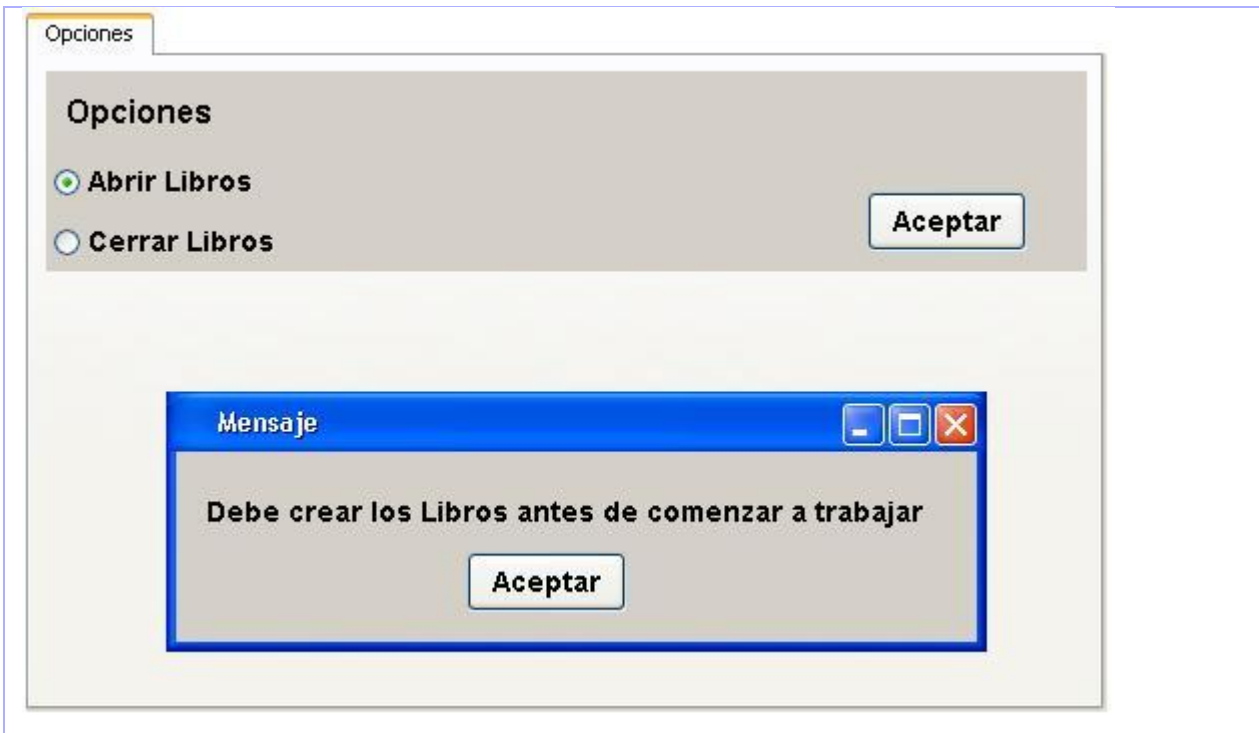 Opciones
Opciones
Abrir Libros
Aceptar
Cerrar Libros
Mensaje
Debe crear los Libros antes de comenzar a trabajar
Aceptar